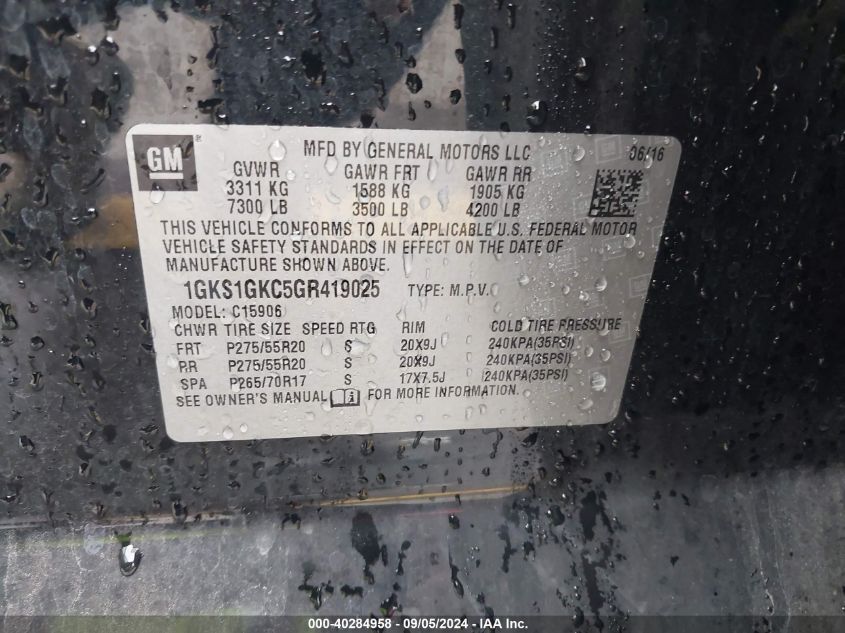 GM ®
MFD BY GENERAL MOTORS LLC 06/16
GVWR GAWR FRT GAWR RR
3311 KG 1588 KG 1905 KG
7300 LB 3500 LB 4200 LB
THIS VEHICLE CONFORMS TO ALL APPLICABLE U.S. FEDERAL MOTOR
VEHICLE SAFETY STANDARDS IN EFFECT ON THE DATE OF
MANUFACTURE SHOWN ABOVE.
1GKS1GKC5GR419025 TYPE: M.P.V.
MODEL: C15906
CHWR TIRE SIZE SPEED RTG RIM COLD TIRE PRESSURE
FRT P275/55R20 S 20X9J 240KPA(35PSI)
RR P275/55R20 S 20X9J 240KPA(35PSI)
SPA P265/70R17 S 17X7.5J 240KPA(35PSI)
SEE OWNER'S MANUAL i FOR MORE INFORMATION.
000-40284958 - 09/05/2024 - IAA Inc.